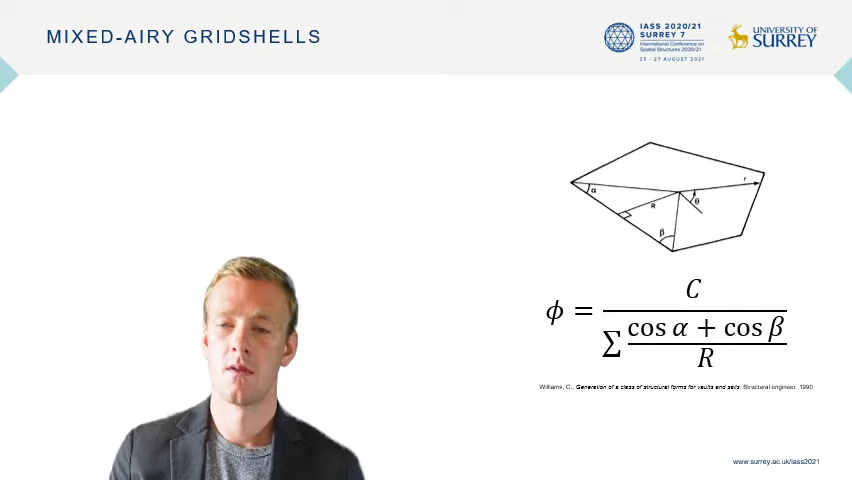 MIXED-AIRY GRIDSHELLS
IASS 2020/21
SURREY 7
International Conference on
Spatial Structures 2020/21
23 - 27 AUGUST 2021
UNIVERSITY OF
SURREY
α
R
θ
r
β
ϕ = C / ∑ (cos α + cos β) / R
Williams, C., Generation of a class of structural forms for vaults and sails. Structural engineer. 1990
www.surrey.ac.uk/iass2021